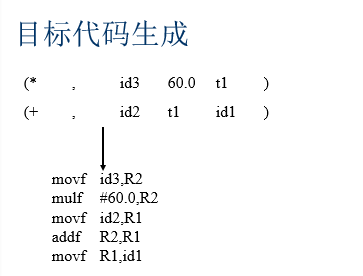 目标代码生成
(* , id3 60.0 t1 )
(+ , id2 t1 id1 )
movf id3,R2
mulf #60.0,R2
movf id2,R1
addf R2,R1
movf R1,id1